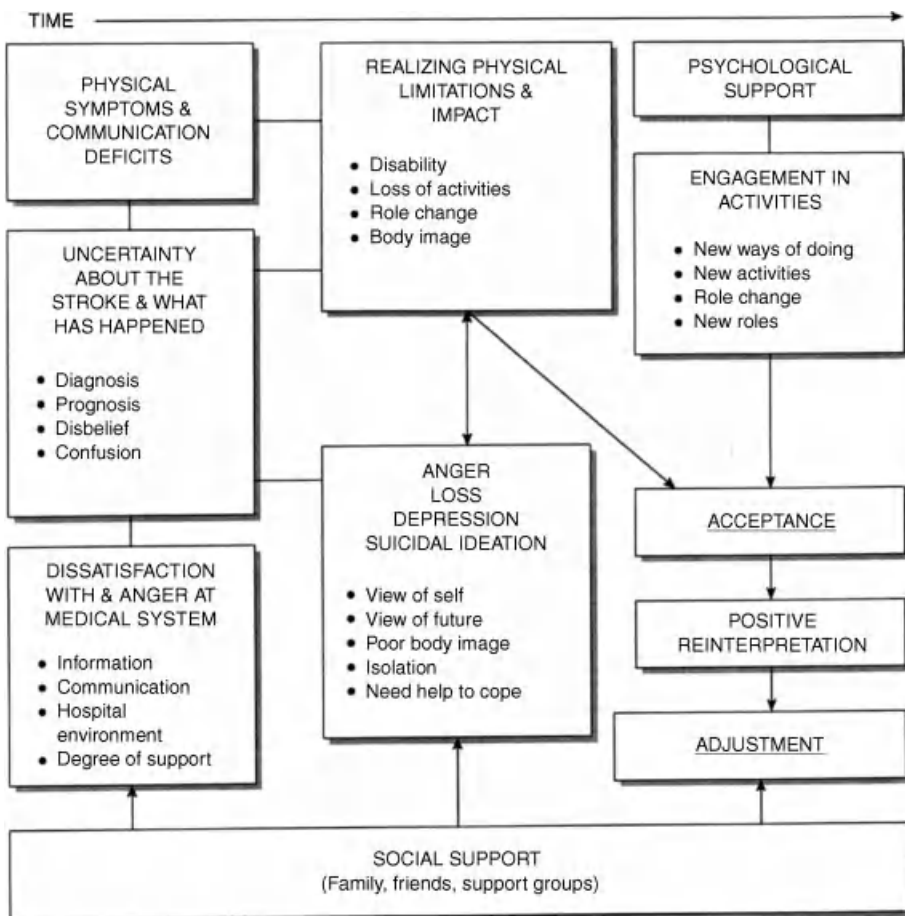 TIME
PHYSICAL
SYMPTOMS &
COMMUNICATION
DEFICITS
UNCERTAINTY
ABOUT THE
STROKE & WHAT
HAS HAPPENED
• Diagnosis
• Prognosis
• Disbelief
• Confusion
DISSATISFACTION
WITH & ANGER AT
MEDICAL SYSTEM
• Information
• Communication
• Hospital
environment
• Degree of support
REALIZING PHYSICAL
LIMITATIONS &
IMPACT
• Disability
• Loss of activities
• Role change
• Body image
ANGER
LOSS
DEPRESSION
SUICIDAL IDEATION
• View of self
• View of future
• Poor body image
• Isolation
• Need help to cope
PSYCHOLOGICAL
SUPPORT
ENGAGEMENT IN
ACTIVITIES
• New ways of doing
• New activities
• Role change
• New roles
ACCEPTANCE
POSITIVE
REINTERPRETATION
ADJUSTMENT
SOCIAL SUPPORT
(Family, friends, support groups)